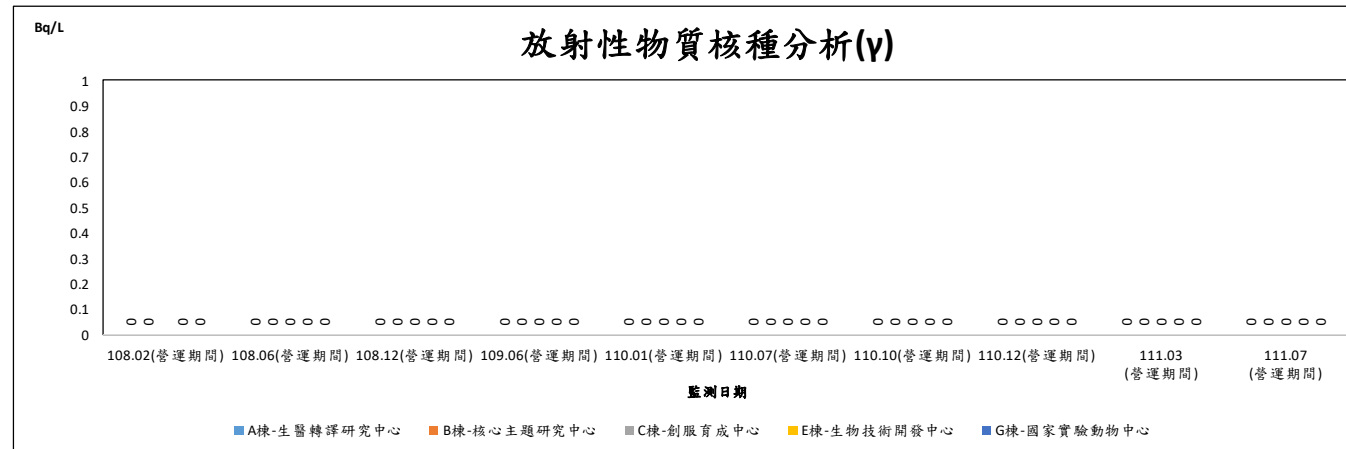 Bq/L
放射性物質核種分析(γ)
1
0.9
0.8
0.7
0.6
0.5
0.4
0.3
0.2
0.1
0
0 0 0 0 0 0 0 0 0 0 0 0 0 0 0 0 0 0 0 0 0 0 0 0 0 0 0 0 0 0 0 0 0 0 0 0 0 0 0 0 0 0 0 0 0 0 0 0 0
108.02(營運期間) 108.06(營運期間) 108.12(營運期間) 109.06(營運期間) 110.01(營運期間) 110.07(營運期間) 110.10(營運期間) 110.12(營運期間) 111.03 111.07
(營運期間) (營運期間)
監測日期
A棟-生醫轉譯研究中心 B棟-核心主題研究中心 C棟-創服育成中心 E棟-生物技術開發中心 G棟-國家實驗動物中心